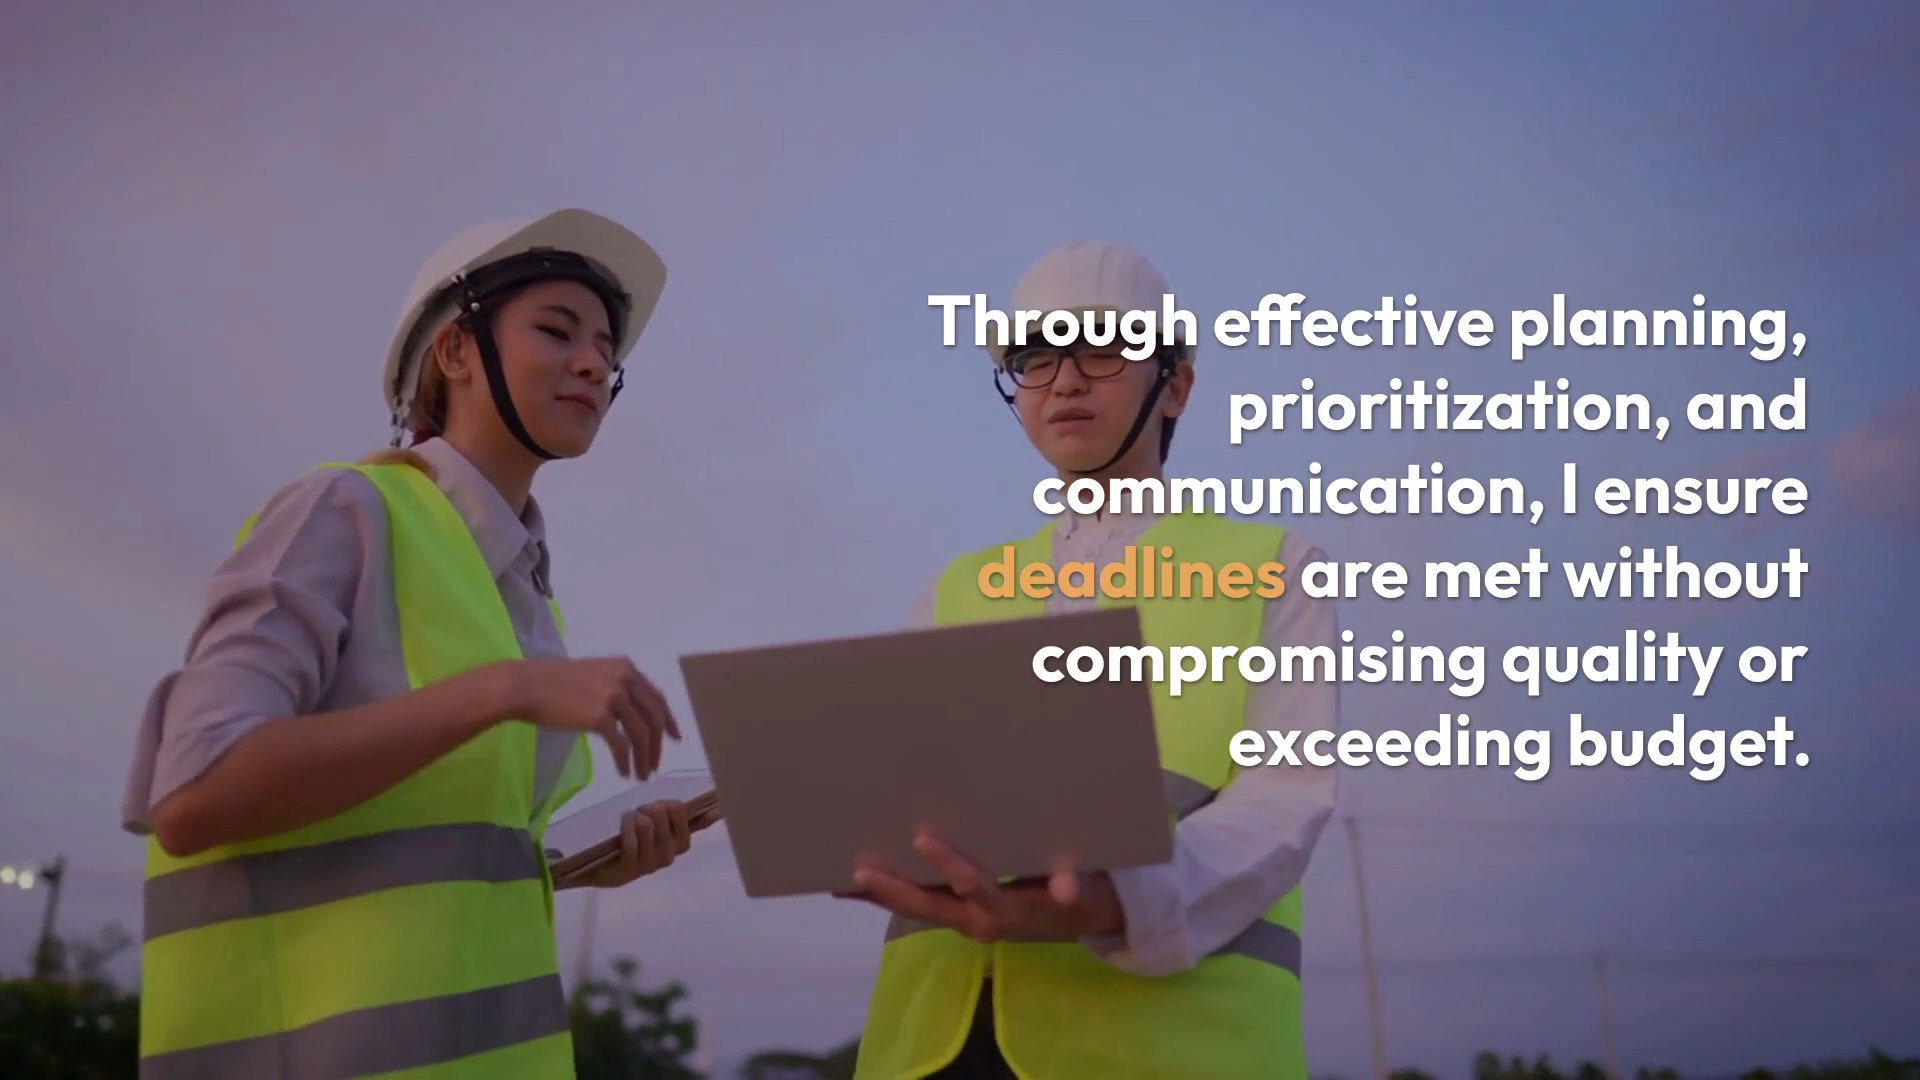 Through effective planning,
prioritization, and
communication, I ensure
deadlines are met without
compromising quality or
exceeding budget.